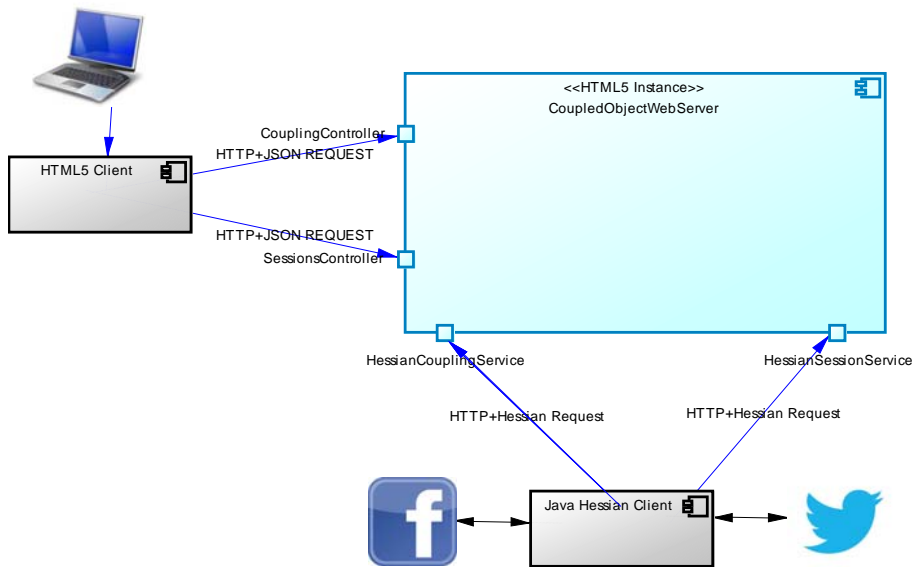 <<HTML5 Instance>>
CoupledObjectWebServer
CouplingController
HTTP+JSON REQUEST
HTML5 Client
HTTP+JSON REQUEST
SessionsController
HessianCouplingService
HessianSessionService
HTTP+Hessian Request
HTTP+Hessian Request
Java Hessian Client
f